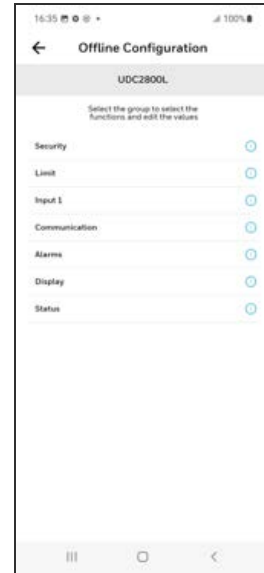 16:35
100%
Offline Configuration
UDC2800L
Select the group to select the
functions and edit the values
Security
Limit
Input 1
Communication
Alarms
Display
Status